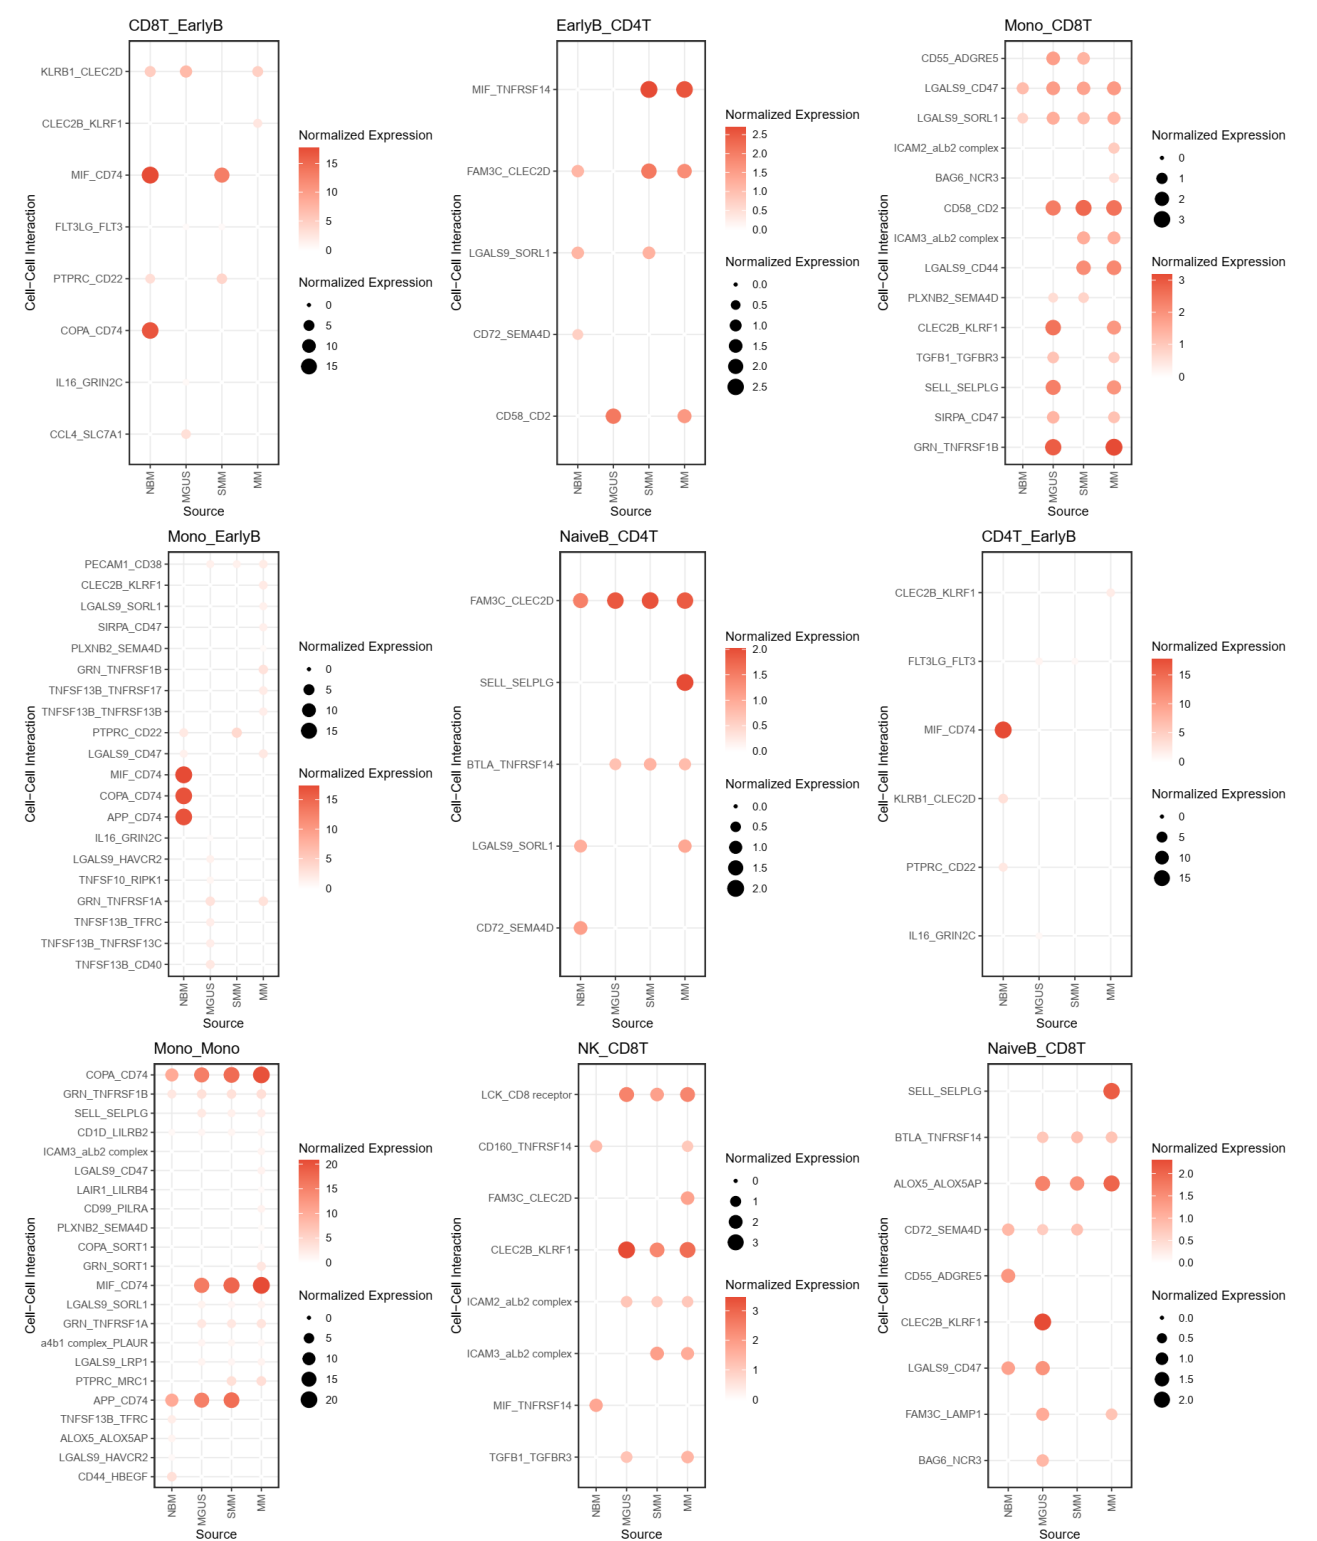 CD8T_EarlyB
KLRB1_CLEC2D
CLEC2B_KLRF1
MIF_CD74
FLT3LG_FLT3
PTPRC_CD22
COPA_CD74
IL16_GRIN2C
CCL4_SLC7A1
Cell−Cell Interaction
NBM
MGUS
SMM
MM
Source
Normalized Expression
15
10
5
0
Normalized Expression
0
5
10
15
EarlyB_CD4T
MIF_TNFRSF14
FAM3C_CLEC2D
LGALS9_SORL1
CD72_SEMA4D
CD58_CD2
Cell−Cell Interaction
NBM
MGUS
SMM
MM
Source
Normalized Expression
2.5
2.0
1.5
1.0
0.5
0.0
Normalized Expression
0.0
0.5
1.0
1.5
2.0
2.5
Mono_CD8T
CD55_ADGRE5
LGALS9_CD47
LGALS9_SORL1
ICAM2_aLb2 complex
BAG6_NCR3
CD58_CD2
ICAM3_aLb2 complex
LGALS9_CD44
PLXNB2_SEMA4D
CLEC2B_KLRF1
TGFB1_TGFBR3
SELL_SELPLG
SIRPA_CD47
GRN_TNFRSF1B
Cell−Cell Interaction
NBM
MGUS
SMM
MM
Source
Normalized Expression
0
1
2
3
Normalized Expression
3
2
1
0
Mono_EarlyB
PECAM1_CD38
CLEC2B_KLRF1
LGALS9_SORL1
SIRPA_CD47
PLXNB2_SEMA4D
GRN_TNFRSF1B
TNFSF13B_TNFRSF17
TNFSF13B_TNFRSF13B
PTPRC_CD22
LGALS9_CD47
MIF_CD74
COPA_CD74
APP_CD74
IL16_GRIN2C
LGALS9_HAVCR2
TNFSF10_RIPK1
GRN_TNFRSF1A
TNFSF13B_TFRC
TNFSF13B_TNFRSF13C
TNFSF13B_CD40
Cell−Cell Interaction
NBM
MGUS
SMM
MM
Source
Normalized Expression
0
5
10
15
Normalized Expression
15
10
5
0
NaiveB_CD4T
FAM3C_CLEC2D
SELL_SELPLG
BTLA_TNFRSF14
LGALS9_SORL1
CD72_SEMA4D
Cell−Cell Interaction
NBM
MGUS
SMM
MM
Source
Normalized Expression
2.0
1.5
1.0
0.5
0.0
Normalized Expression
0.0
0.5
1.0
1.5
2.0
CD4T_EarlyB
CLEC2B_KLRF1
FLT3LG_FLT3
MIF_CD74
KLRB1_CLEC2D
PTPRC_CD22
IL16_GRIN2C
Cell−Cell Interaction
NBM
MGUS
SMM
MM
Source
Normalized Expression
15
10
5
0
Normalized Expression
0
5
10
15
Mono_Mono
COPA_CD74
GRN_TNFRSF1B
SELL_SELPLG
CD1D_LILRB2
ICAM3_aLb2 complex
LGALS9_CD47
LAIR1_LILRB4
CD99_PILRA
PLXNB2_SEMA4D
COPA_SORT1
GRN_SORT1
MIF_CD74
LGALS9_SORL1
GRN_TNFRSF1A
a4b1 complex_PLAUR
LGALS9_LRP1
PTPRC_MRC1
APP_CD74
TNFSF13B_TFRC
ALOX5_ALOX5AP
LGALS9_HAVCR2
CD44_HBEGF
Cell−Cell Interaction
NBM
MGUS
SMM
MM
Source
Normalized Expression
20
15
10
5
0
Normalized Expression
0
5
10
15
20
NK_CD8T
LCK_CD8 receptor
CD160_TNFRSF14
FAM3C_CLEC2D
CLEC2B_KLRF1
ICAM2_aLb2 complex
ICAM3_aLb2 complex
MIF_TNFRSF14
TGFB1_TGFBR3
Cell−Cell Interaction
NBM
MGUS
SMM
MM
Source
Normalized Expression
0
1
2
3
Normalized Expression
3
2
1
0
NaiveB_CD8T
SELL_SELPLG
BTLA_TNFRSF14
ALOX5_ALOX5AP
CD72_SEMA4D
CD55_ADGRE5
CLEC2B_KLRF1
LGALS9_CD47
FAM3C_LAMP1
BAG6_NCR3
Cell−Cell Interaction
NBM
MGUS
SMM
MM
Source
Normalized Expression
2.0
1.5
1.0
0.5
0.0
Normalized Expression
0.0
0.5
1.0
1.5
2.0